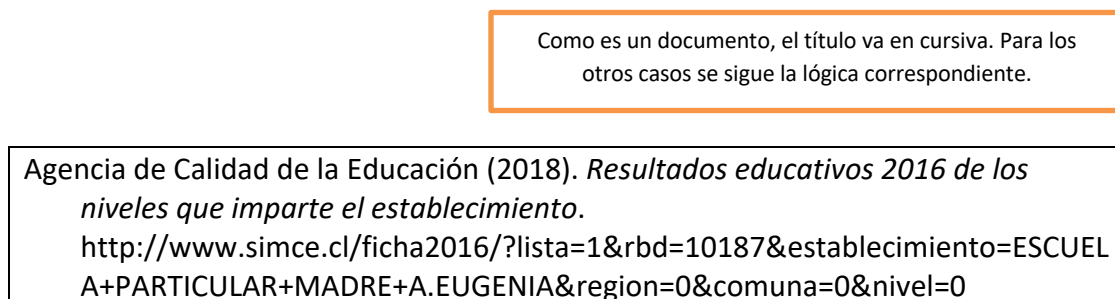 Como es un documento, el título va en cursiva. Para los
otros casos se sigue la lógica correspondiente.
Agencia de Calidad de la Educación (2018). Resultados educativos 2016 de los
niveles que imparte el establecimiento.
http://www.simce.cl/ficha2016/?lista=1&rbd=10187&establecimiento=ESCUEL
A+PARTICULAR+MADRE+A.EUGENIA&region=0&comuna=0&nivel=0